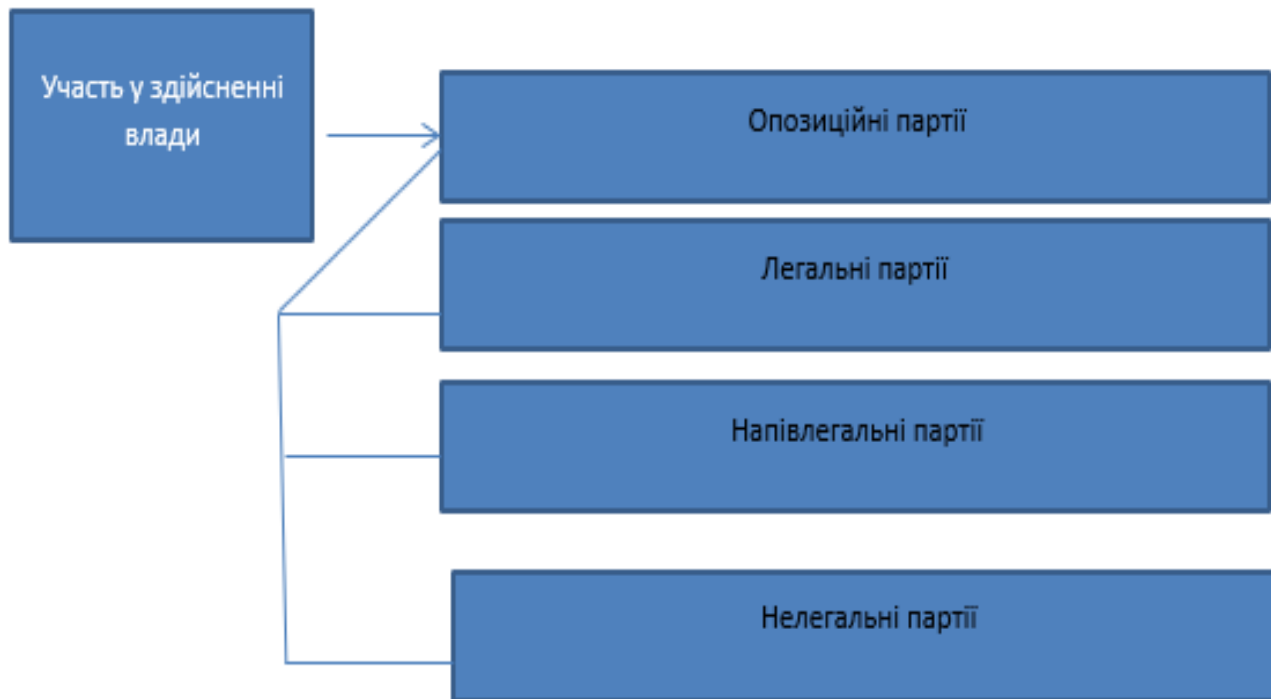 Участь у здійсненні
влади
Опозиційні партії
Легальні партії
Напівлегальні партії
Нелегальні партії